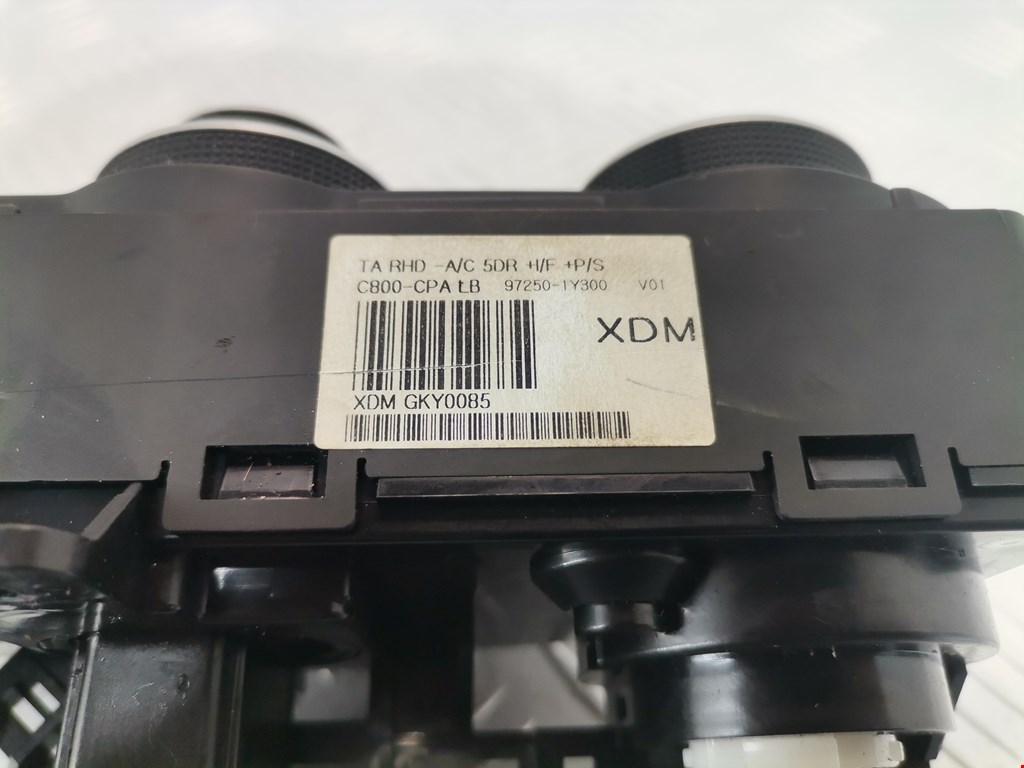 TA RHD -A/C 5DR +I/F +P/S
C800-CPA LB 97250-1Y300 V01
XDM
XDM GKY0085